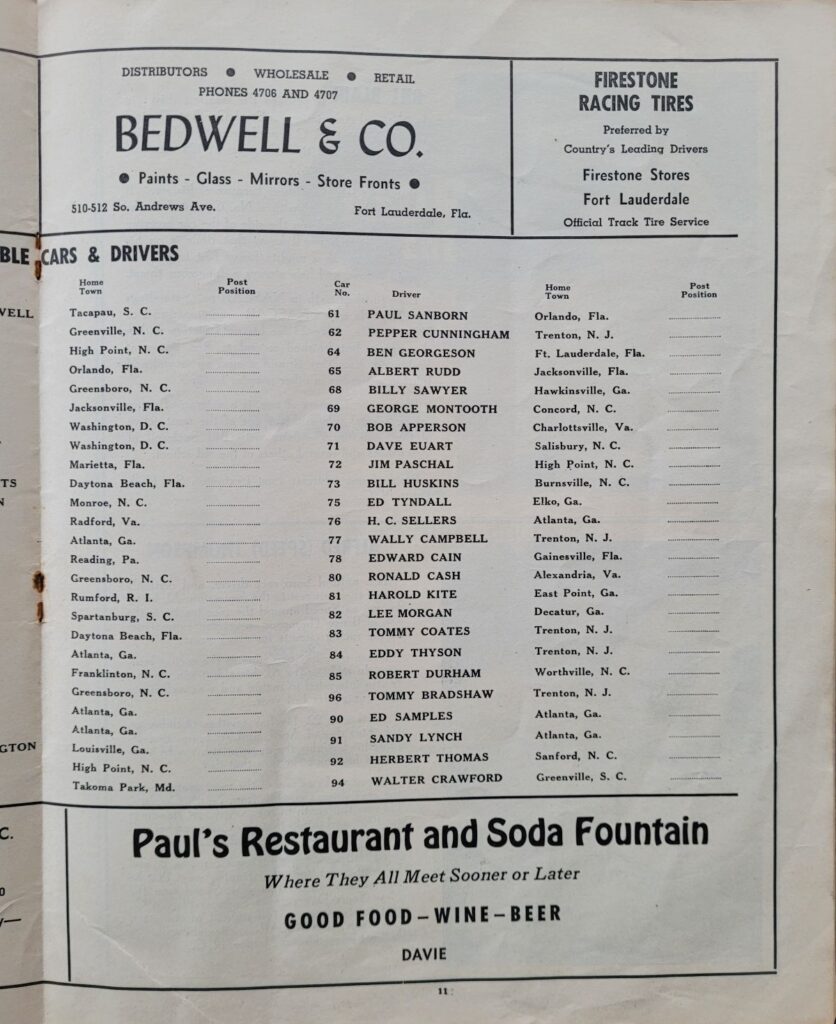 DISTRIBUTORS ● WHOLESALE ● RETAIL
PHONES 4706 AND 4707
BEDWELL & CO.
● Paints - Glass - Mirrors - Store Fronts ●
510-512 So. Andrews Ave. Fort Lauderdale, Fla.
FIRESTONE
RACING TIRES
Preferred by
Country's Leading Drivers
Firestone Stores
Fort Lauderdale
Official Track Tire Service
BLE CARS & DRIVERS
Home Town Post Position Car No. Driver Home Town Post Position
Tacapau, S. C. 61 PAUL SANBORN Orlando, Fla.
Greenville, N. C. 62 PEPPER CUNNINGHAM Trenton, N. J.
High Point, N. C. 64 BEN GEORGESON Ft. Lauderdale, Fla.
Orlando, Fla. 65 ALBERT RUDD Jacksonville, Fla.
Greensboro, N. C. 68 BILLY SAWYER Hawkinsville, Ga.
Jacksonville, Fla. 69 GEORGE MONTOOTH Concord, N. C.
Washington, D. C. 70 BOB APPERSON Charlottsville, Va.
Washington, D. C. 71 DAVE EUART Salisbury, N. C.
Marietta, Fla. 72 JIM PASCHAL High Point, N. C.
Daytona Beach, Fla. 73 BILL HUSKINS Burnsville, N. C.
Monroe, N. C. 75 ED TYNDALL Elko, Ga.
Radford, Va. 76 H. C. SELLERS Atlanta, Ga.
Atlanta, Ga. 77 WALLY CAMPBELL Trenton, N. J.
Reading, Pa. 78 EDWARD CAIN Gainesville, Fla.
Greensboro, N. C. 80 RONALD CASH Alexandria, Va.
Rumford, R. I. 81 HAROLD KITE East Point, Ga.
Spartanburg, S. C. 82 LEE MORGAN Decatur, Ga.
Daytona Beach, Fla. 83 TOMMY COATES Trenton, N. J.
Atlanta, Ga. 84 EDDY THYSON Trenton, N. J.
Franklinton, N. C. 85 ROBERT DURHAM Worthville, N. C.
Greensboro, N. C. 96 TOMMY BRADSHAW Trenton, N. J.
Atlanta, Ga. 90 ED SAMPLES Atlanta, Ga.
Atlanta, Ga. 91 SANDY LYNCH Atlanta, Ga.
Louisville, Ga. 92 HERBERT THOMAS Sanford, N. C.
High Point, N. C. 94 WALTER CRAWFORD Greenville, S. C.
Takoma Park, Md.
Paul's Restaurant and Soda Fountain
Where They All Meet Sooner or Later
GOOD FOOD – WINE – BEER
DAVIE
11